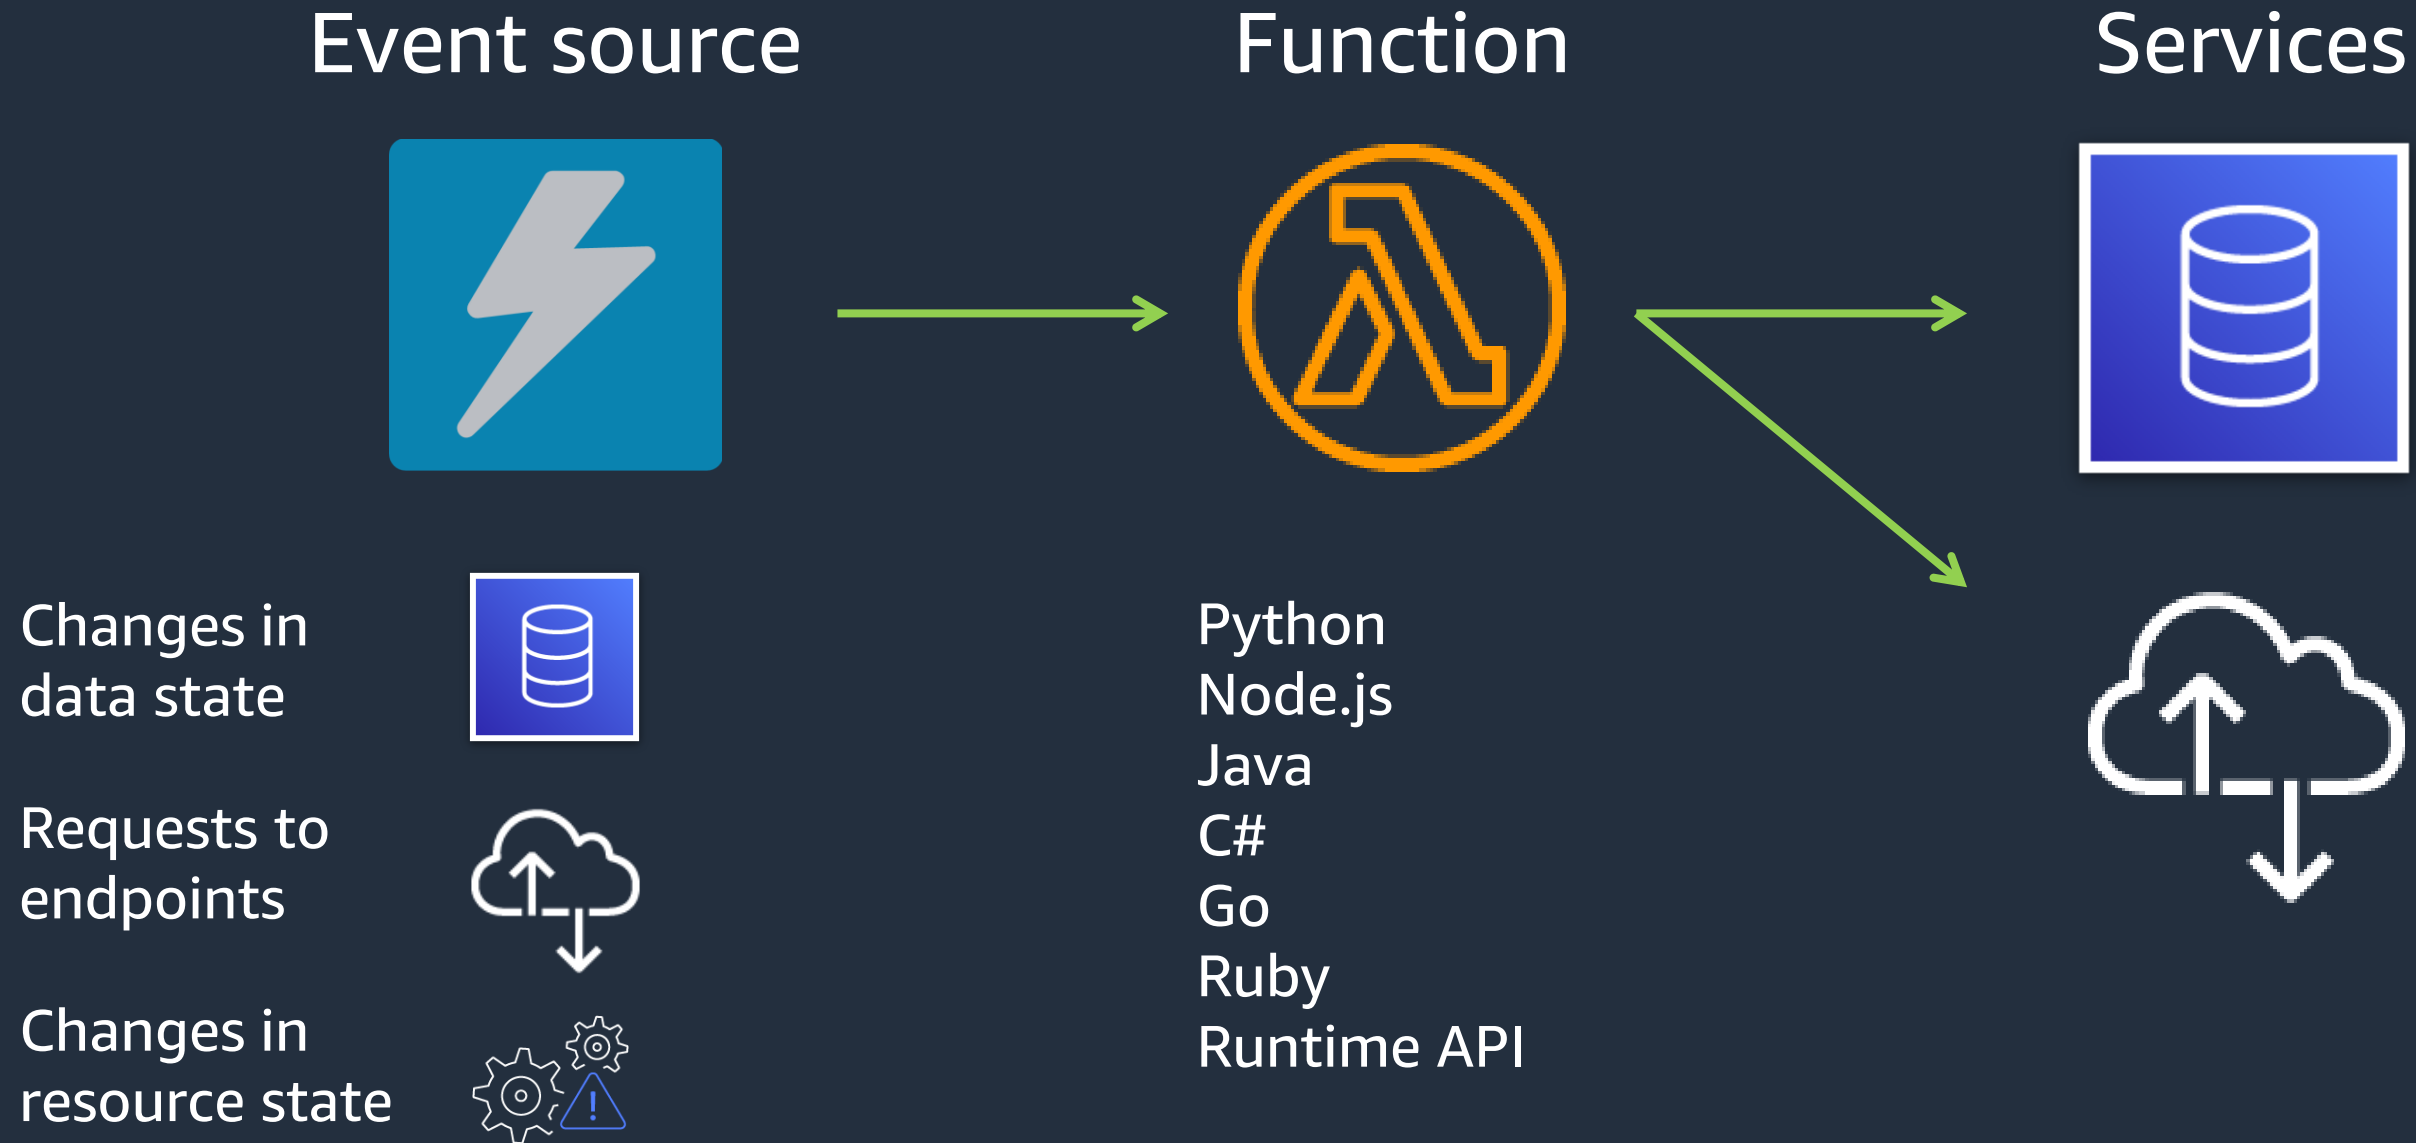 Event source
Function
Services
Changes in
data state
Requests to
endpoints
Changes in
resource state
Python
Node.js
Java
C#
Go
Ruby
Runtime API